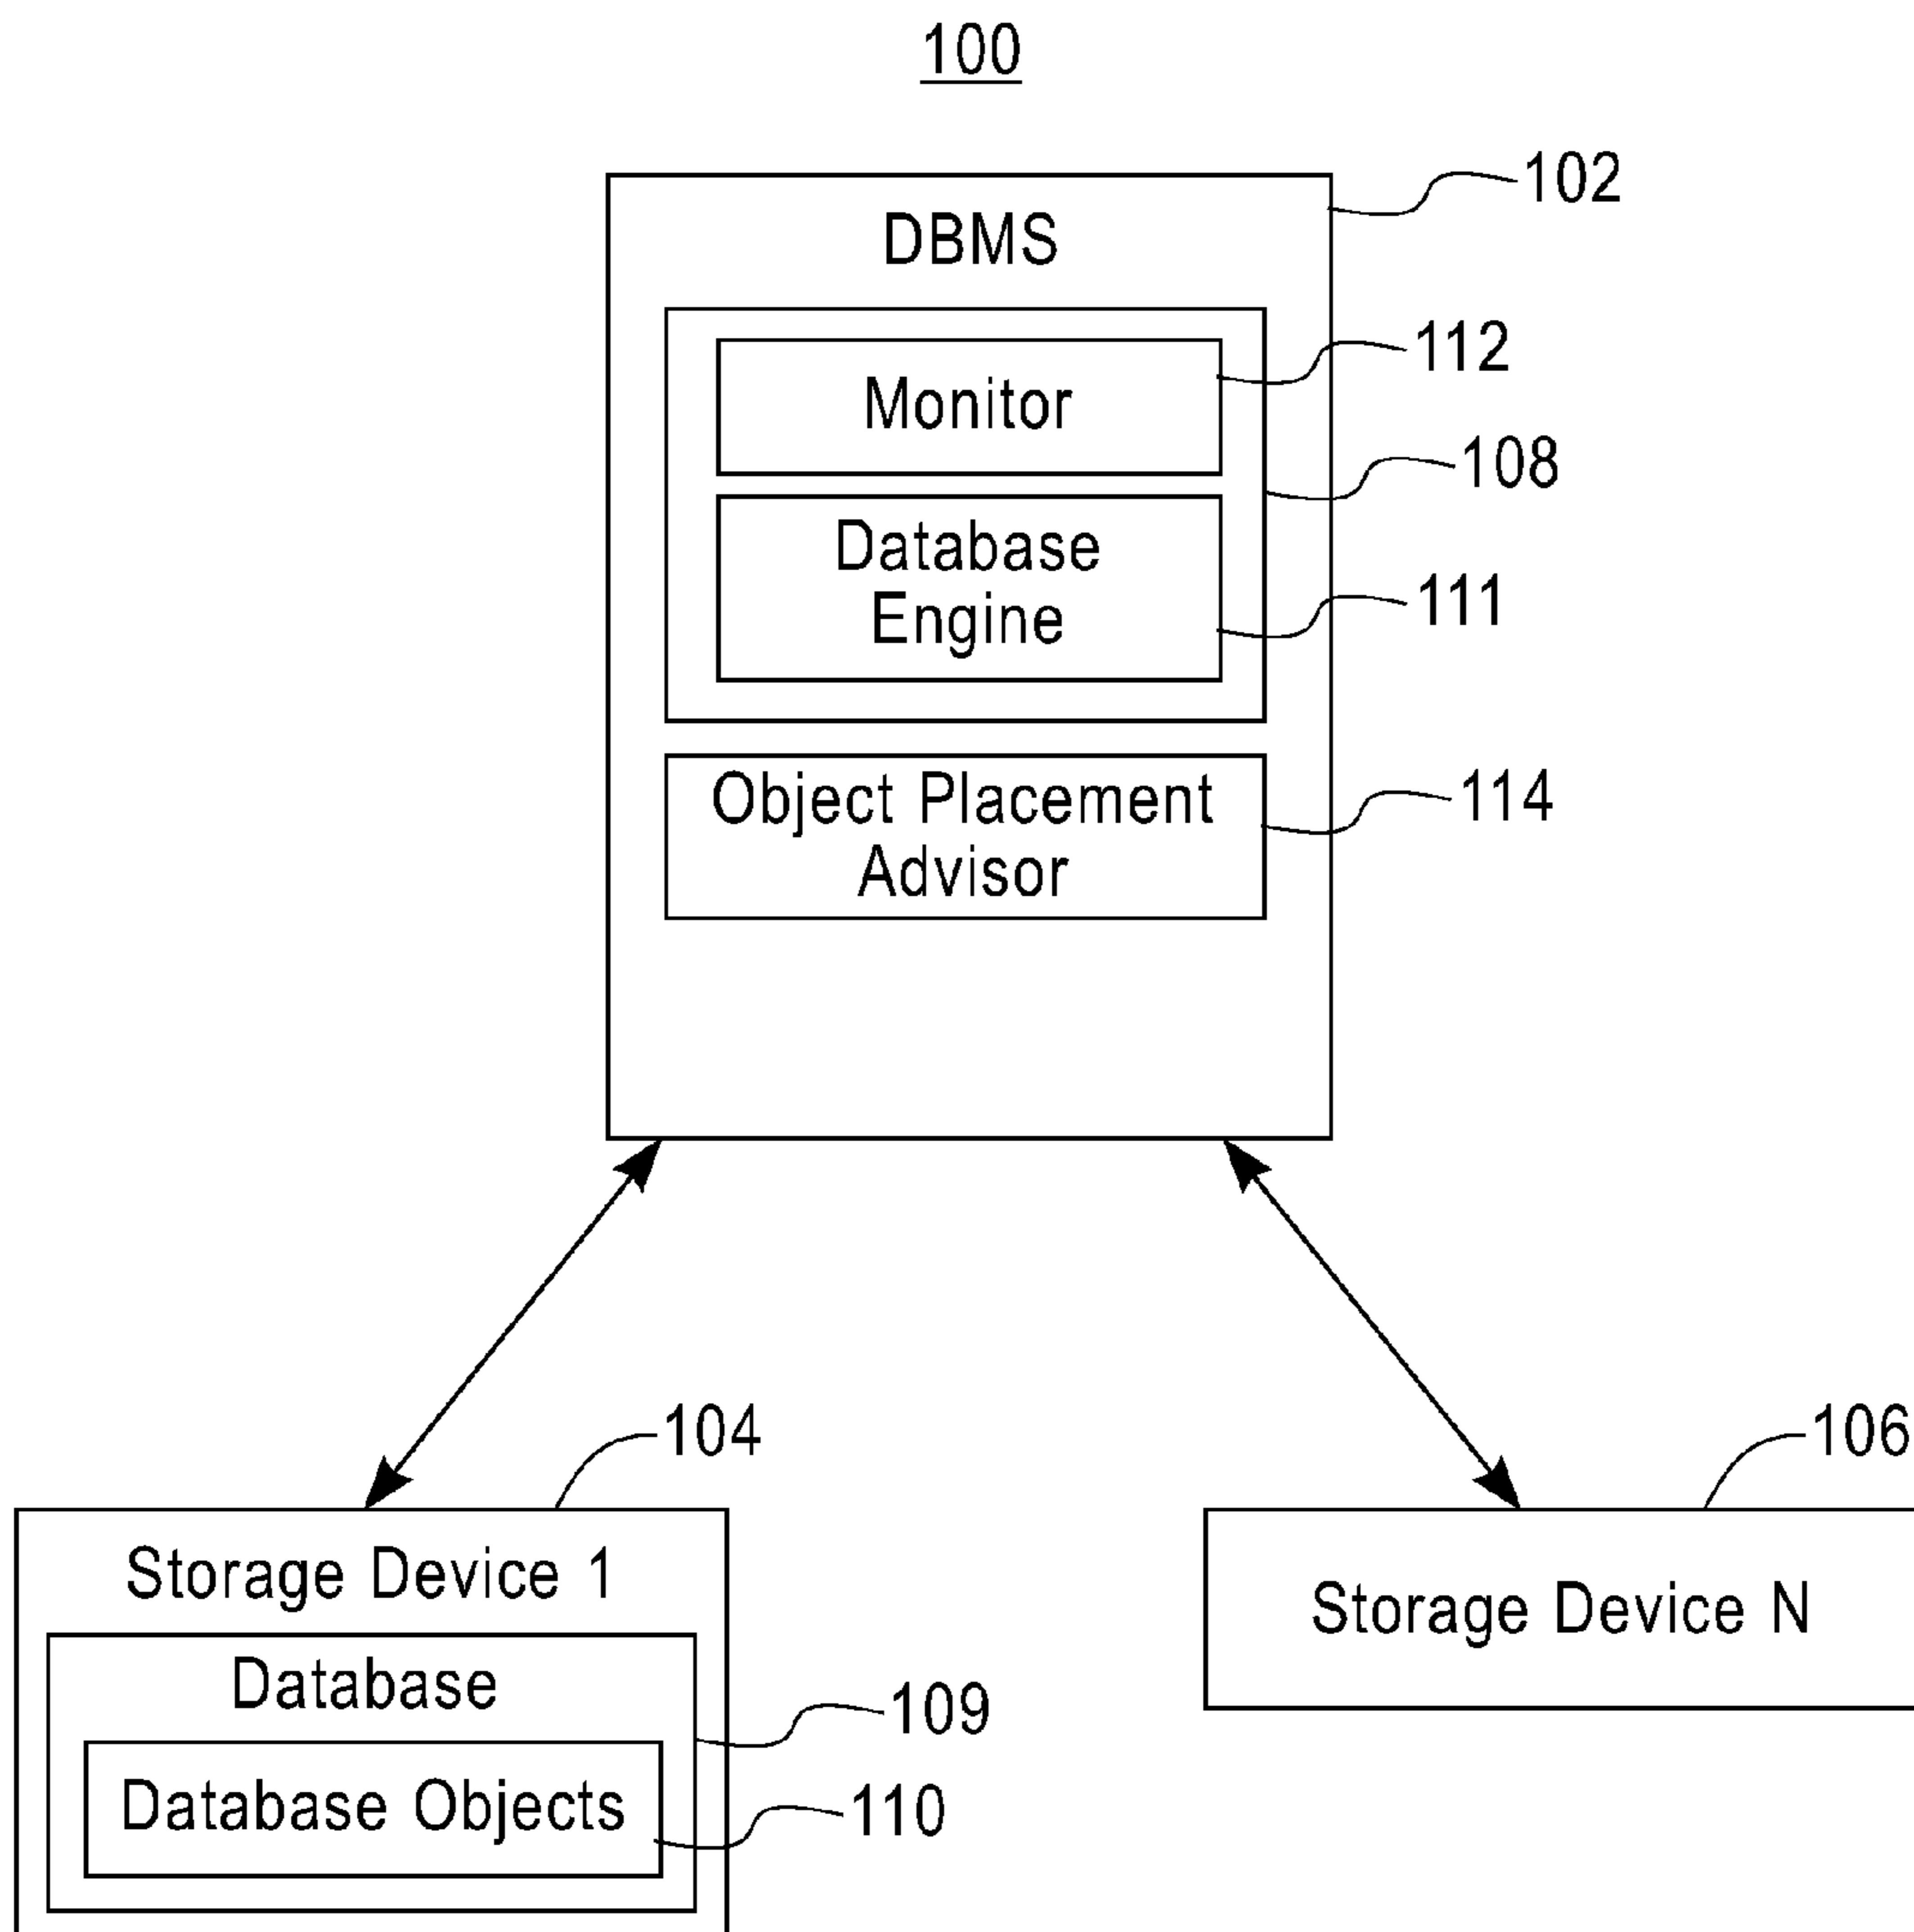 100
102
DBMS
112
Monitor
108
Database
Engine
111
Object Placement
Advisor
114
104
106
Storage Device 1
Storage Device N
Database
109
Database Objects
110